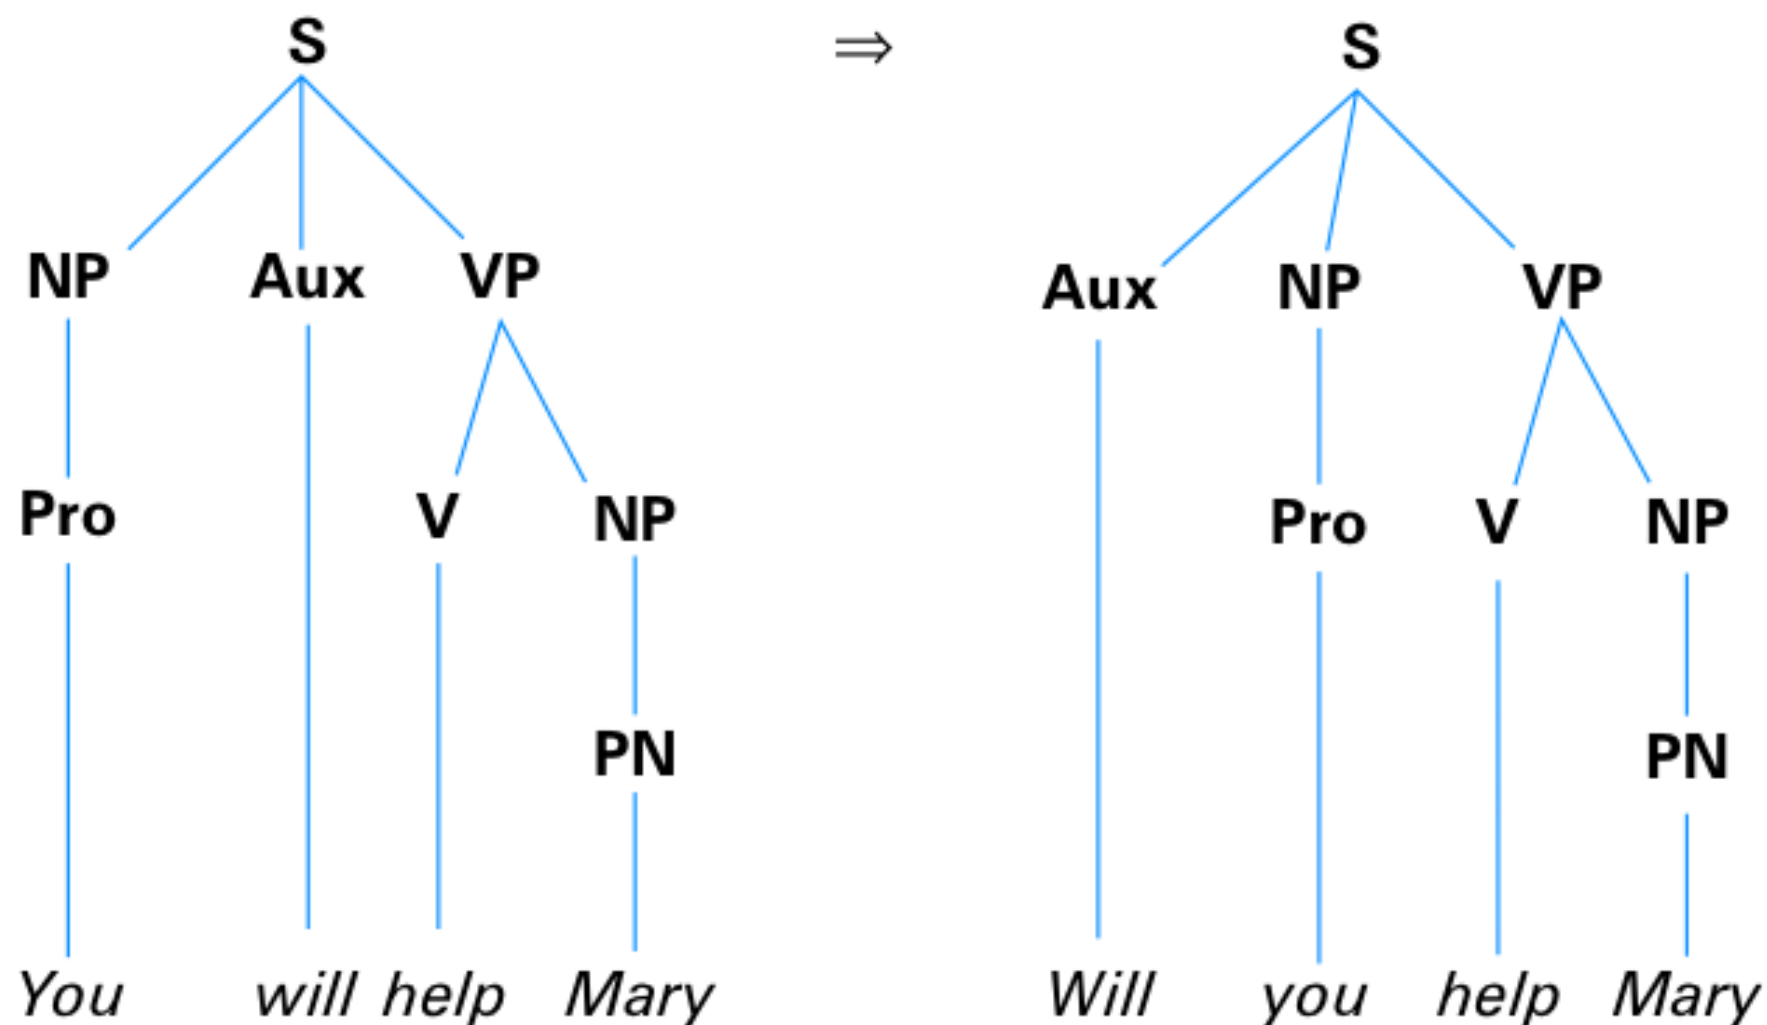 S ⇒ S
NP Aux VP Aux NP VP
Pro V NP Pro V NP
PN PN
You will help Mary Will you help Mary